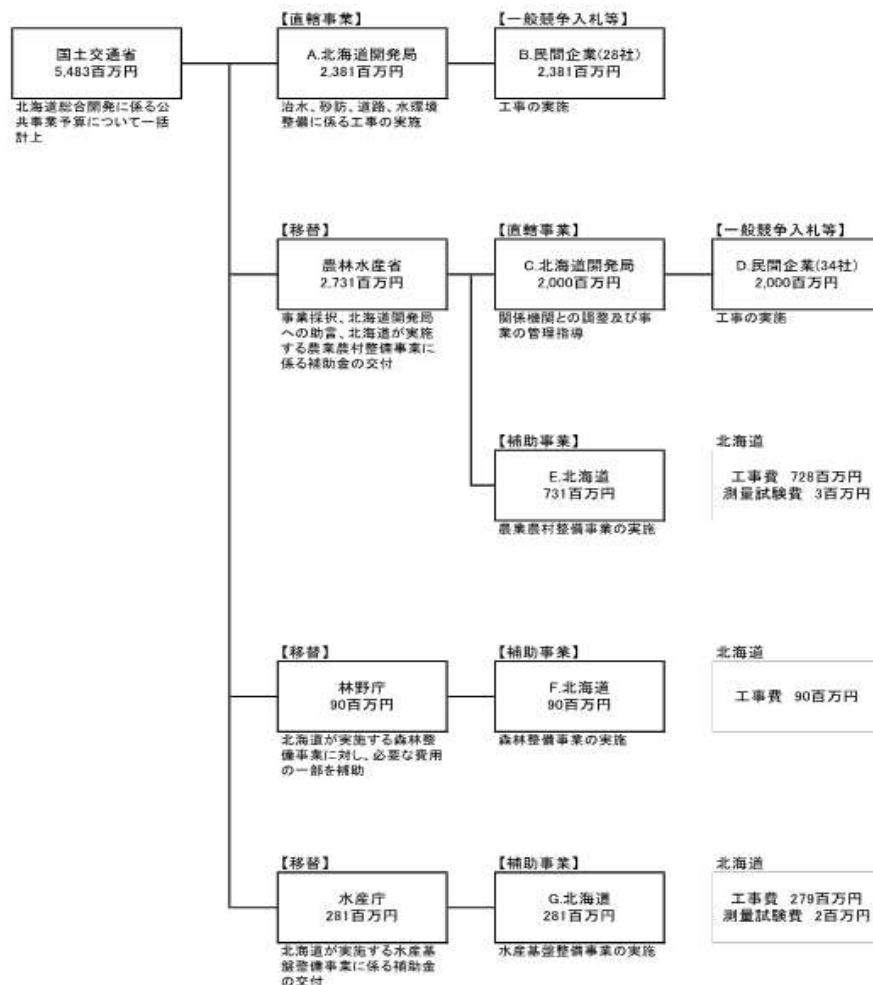 【直轄事業】
【一般競争入札等】
国土交通省
5,483百万円
A.北海道開発局
2,381百万円
B.民間企業(28社)
2,381百万円
北海道総合開発に係る公
共事業予算について一括
計上
治水、砂防、道路、水環境
整備に係る工事の実施
工事の実施
【移替】
【直轄事業】
【一般競争入札等】
農林水産省
2,731百万円
C.北海道開発局
2,000百万円
D.民間企業(34社)
2,000百万円
事業採択、北海道開発局
への助言、北海道が実施
する農業農村整備事業に
係る補助金の交付
関係機関との調整及び事
業の管理指導
工事の実施
【補助事業】
北海道
E.北海道
731百万円
工事費 728百万円
測量試験費 3百万円
農業農村整備事業の実施
【移替】
【補助事業】
北海道
林野庁
90百万円
F.北海道
90百万円
工事費 90百万円
北海道が実施する森林整
備事業に対し、必要な費用
の一部を補助
森林整備事業の実施
【移替】
【補助事業】
北海道
水産庁
281百万円
G.北海道
281百万円
工事費 279百万円
測量試験費 2百万円
北海道が実施する水産基
盤整備事業に係る補助金
の交付
水産基盤整備事業の実施